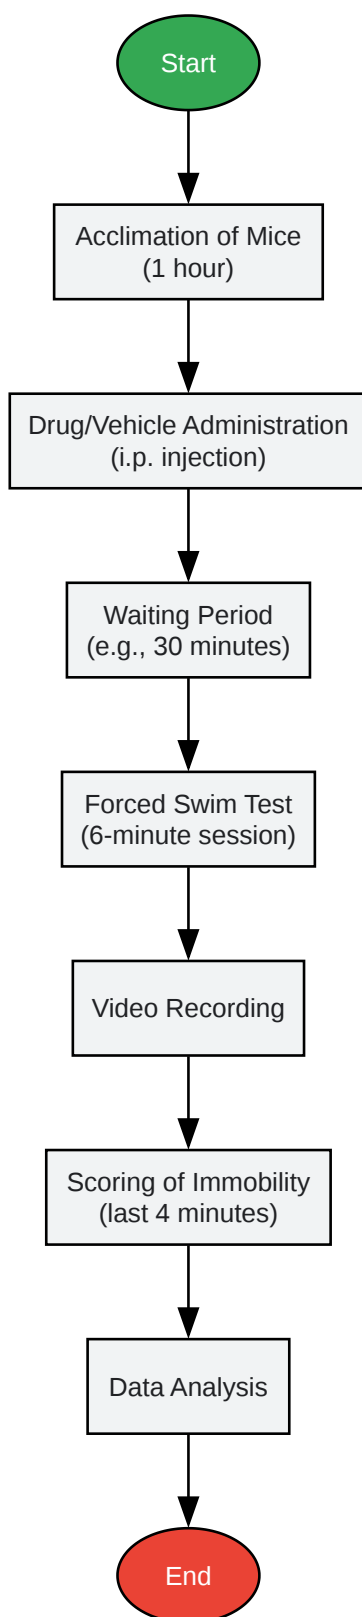 Start
Acclimation of Mice
(1 hour)
Drug/Vehicle Administration
(i.p. injection)
Waiting Period
(e.g., 30 minutes)
Forced Swim Test
(6-minute session)
Video Recording
Scoring of Immobility
(last 4 minutes)
Data Analysis
End